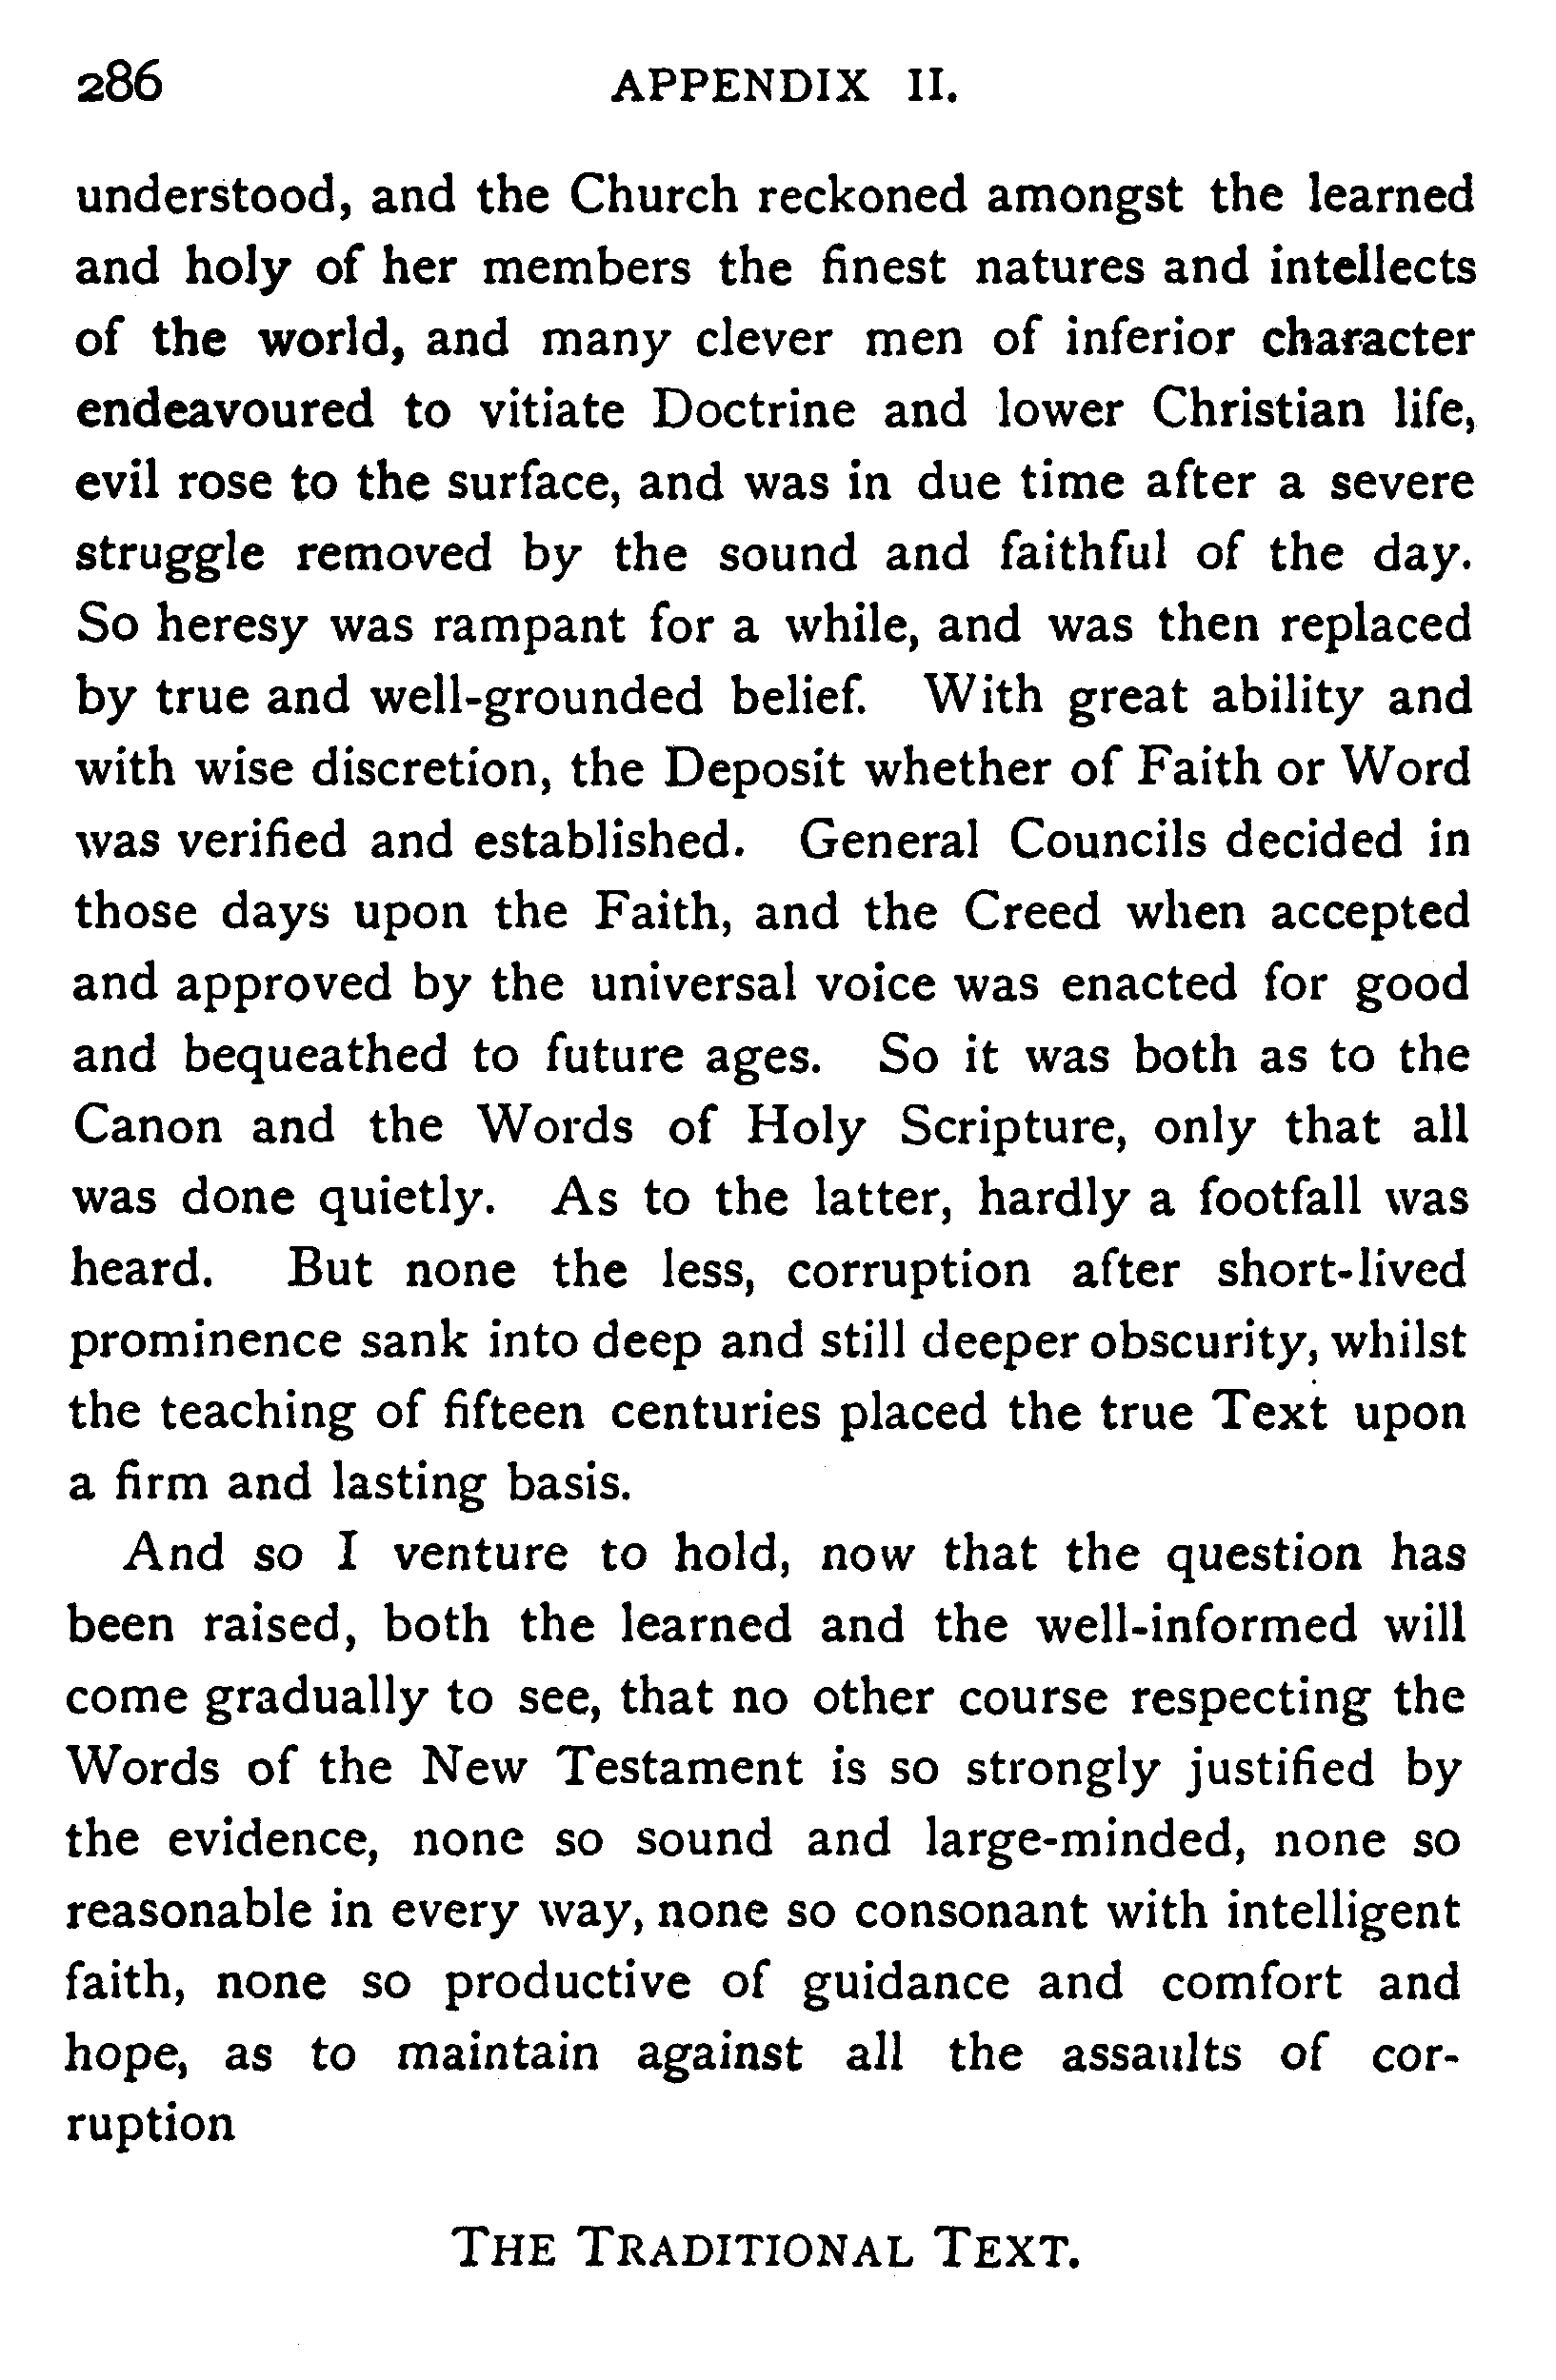 286 APPENDIX II.
understood, and the Church reckoned amongst the learned
and holy of her members the finest natures and intellects
of the world, and many clever men of inferior character
endeavoured to vitiate Doctrine and lower Christian life,
evil rose to the surface, and was in due time after a severe
struggle removed by the sound and faithful of the day.
So heresy was rampant for a while, and was then replaced
by true and well-grounded belief. With great ability and
with wise discretion, the Deposit whether of Faith or Word
was verified and established. General Councils decided in
those days upon the Faith, and the Creed when accepted
and approved by the universal voice was enacted for good
and bequeathed to future ages. So it was both as to the
Canon and the Words of Holy Scripture, only that all
was done quietly. As to the latter, hardly a footfall was
heard. But none the less, corruption after short-lived
prominence sank into deep and still deeper obscurity, whilst
the teaching of fifteen centuries placed the true Text upon
a firm and lasting basis.
And so I venture to hold, now that the question has
been raised, both the learned and the well-informed will
come gradually to see, that no other course respecting the
Words of the New Testament is so strongly justified by
the evidence, none so sound and large-minded, none so
reasonable in every way, none so consonant with intelligent
faith, none so productive of guidance and comfort and
hope, as to maintain against all the assaults of cor-
ruption
THE TRADITIONAL TEXT.